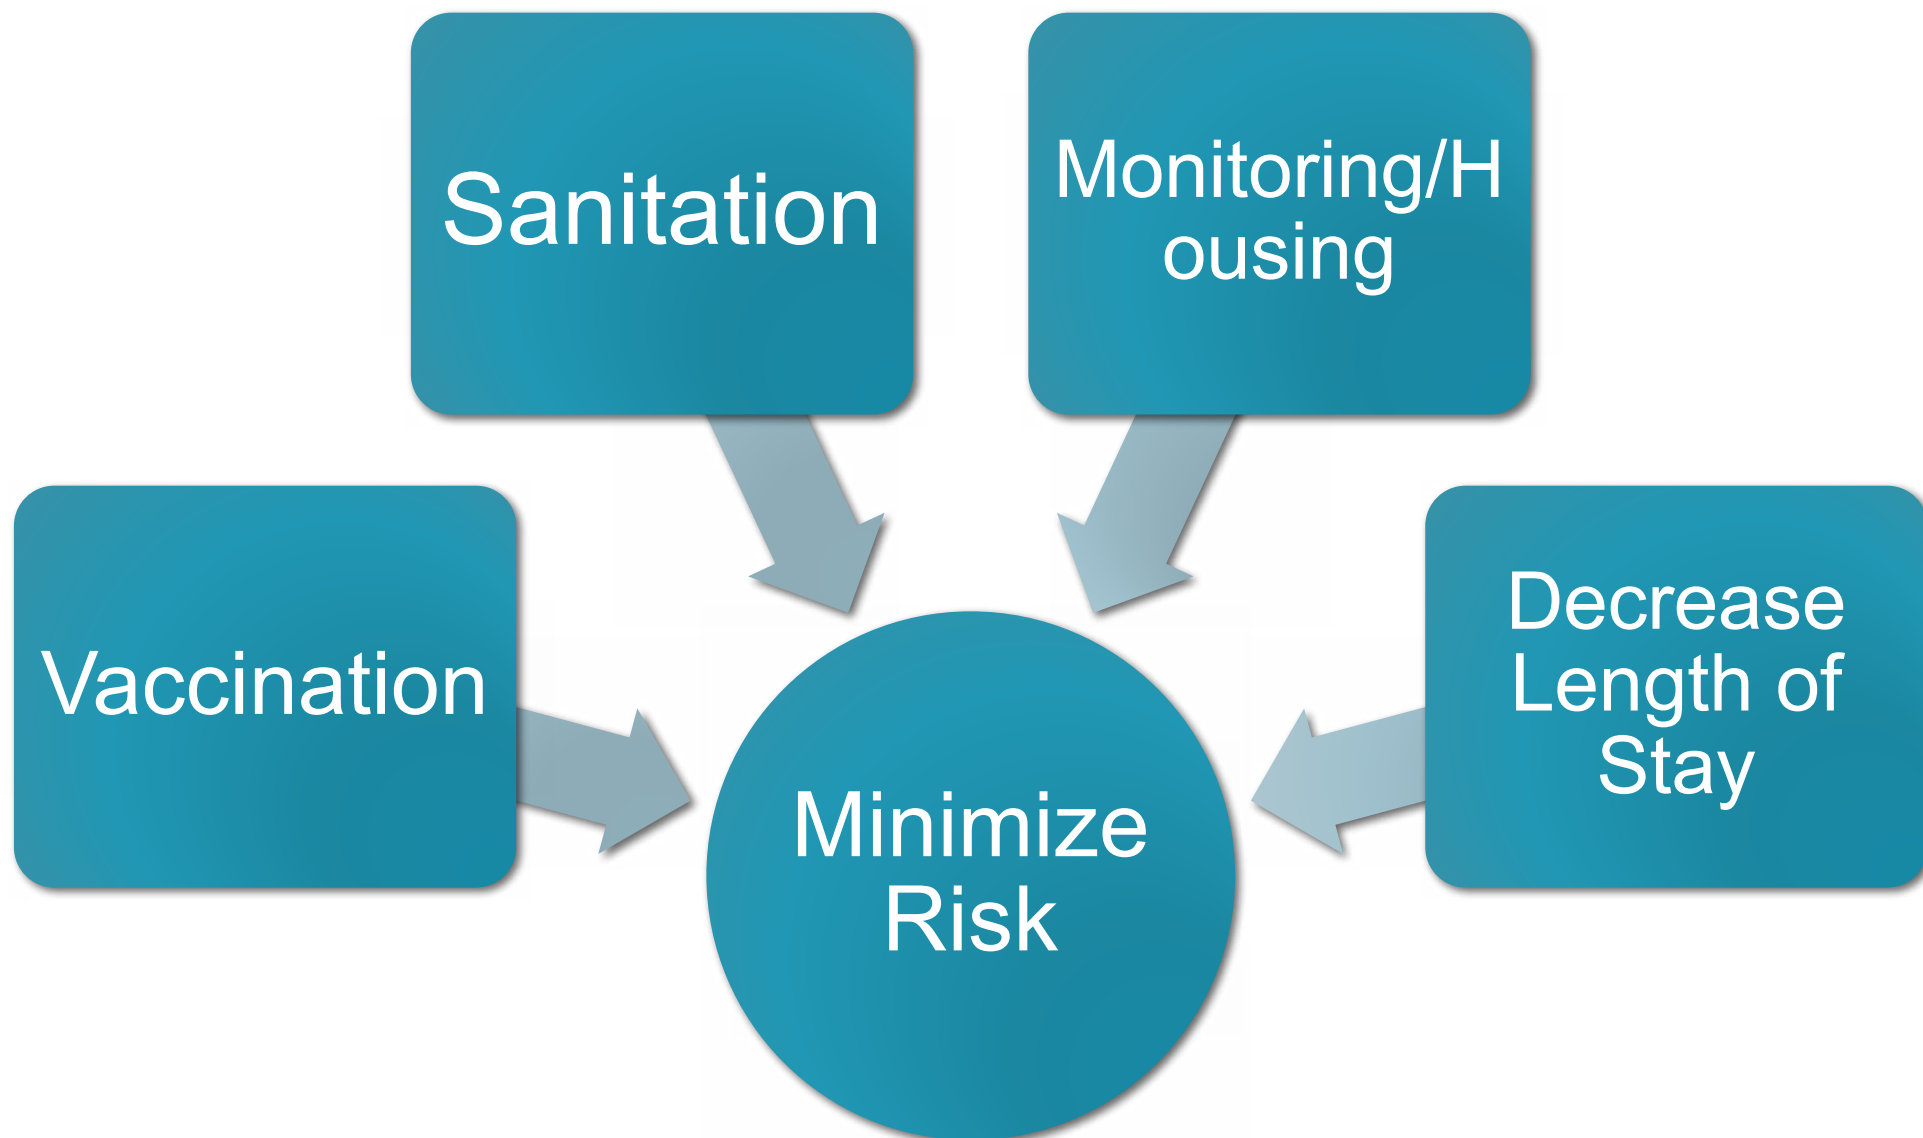 Sanitation
Monitoring/H
ousing
Vaccination
Decrease
Length of
Stay
Minimize
Risk